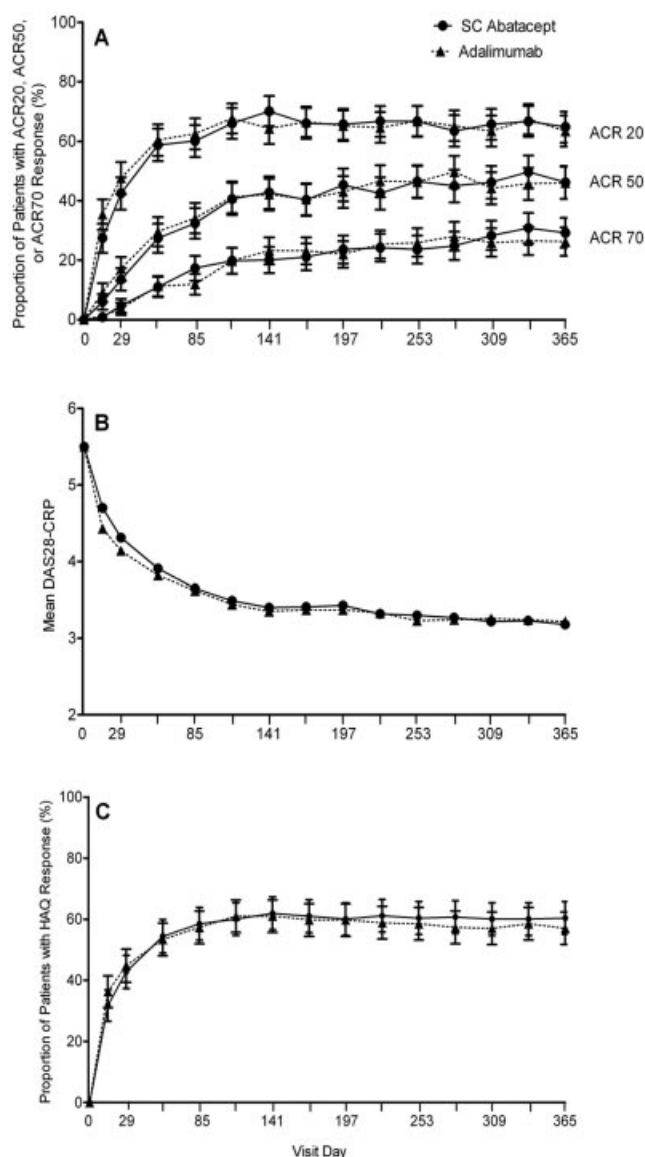 A
SC Abatacept
Adalimumab
Proportion of Patients with ACR20, ACR50,
or ACR70 Response (%)
100
80
60
40
20
0
ACR 20
ACR 50
ACR 70
0 29 85 141 197 253 309 365
B
Mean DAS28-CRP
6
5
4
3
2
0 29 85 141 197 253 309 365
C
Proportion of Patients with HAQ Response (%)
100
80
60
40
20
0
0 29 85 141 197 253 309 365
Visit Day